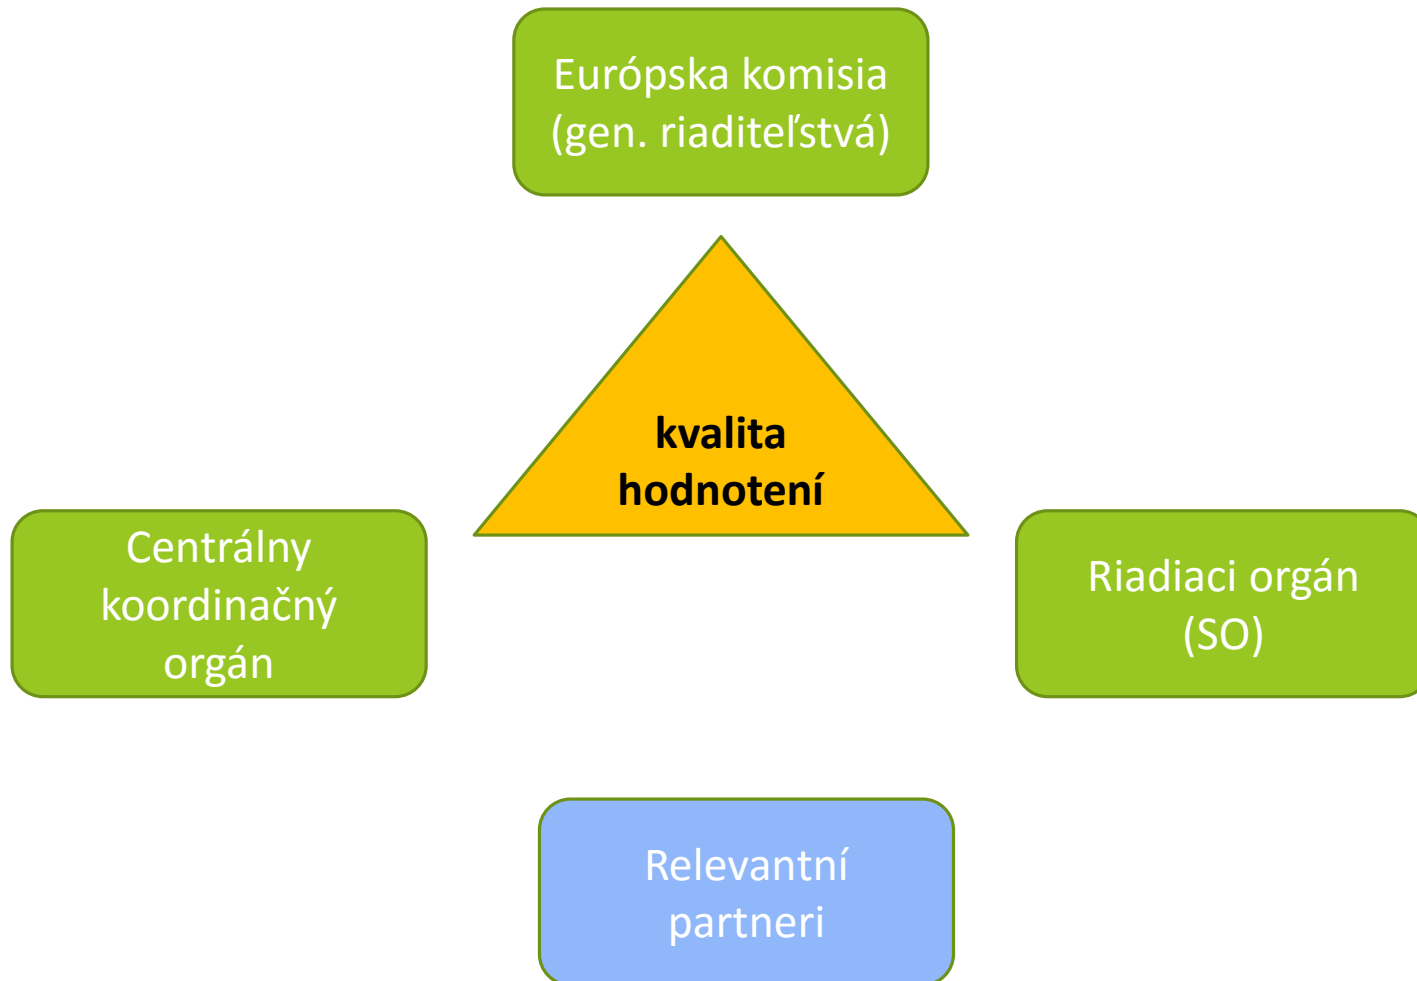 Európska komisia
(gen. riaditeľstvá)
kvalita
hodnotení
Centrálny
koordinačný
orgán
Riadiaci orgán
(SO)
Relevantní
partneri